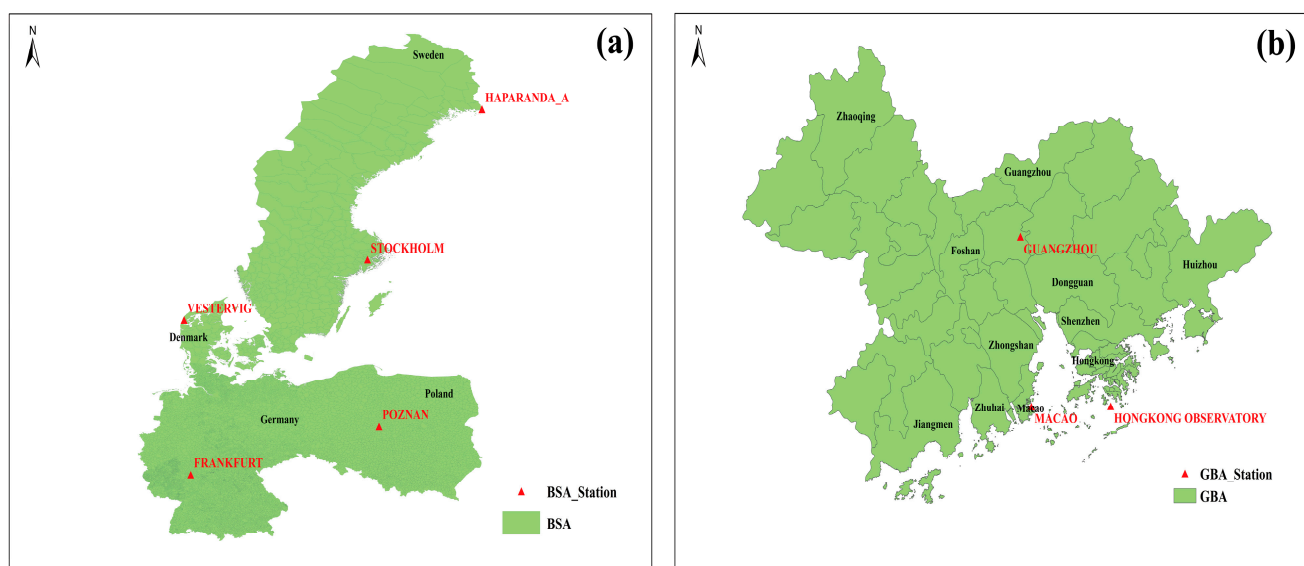 N
(a)
Sweden
HAPARANDA_A
STOCKHOLM
VESTERVIG
Denmark
Poland
Germany
POZNAN
FRANKFURT
BSA_Station
BSA
N
(b)
Zhaoqing
Guangzhou
GUANGZHOU
Foshan
Huizhou
Dongguan
Shenzhen
Zhongshan
Hongkong
Zhuhai
Macao
MACAO
HONGKONG OBSERVATORY
Jiangmen
GBA_Station
GBA